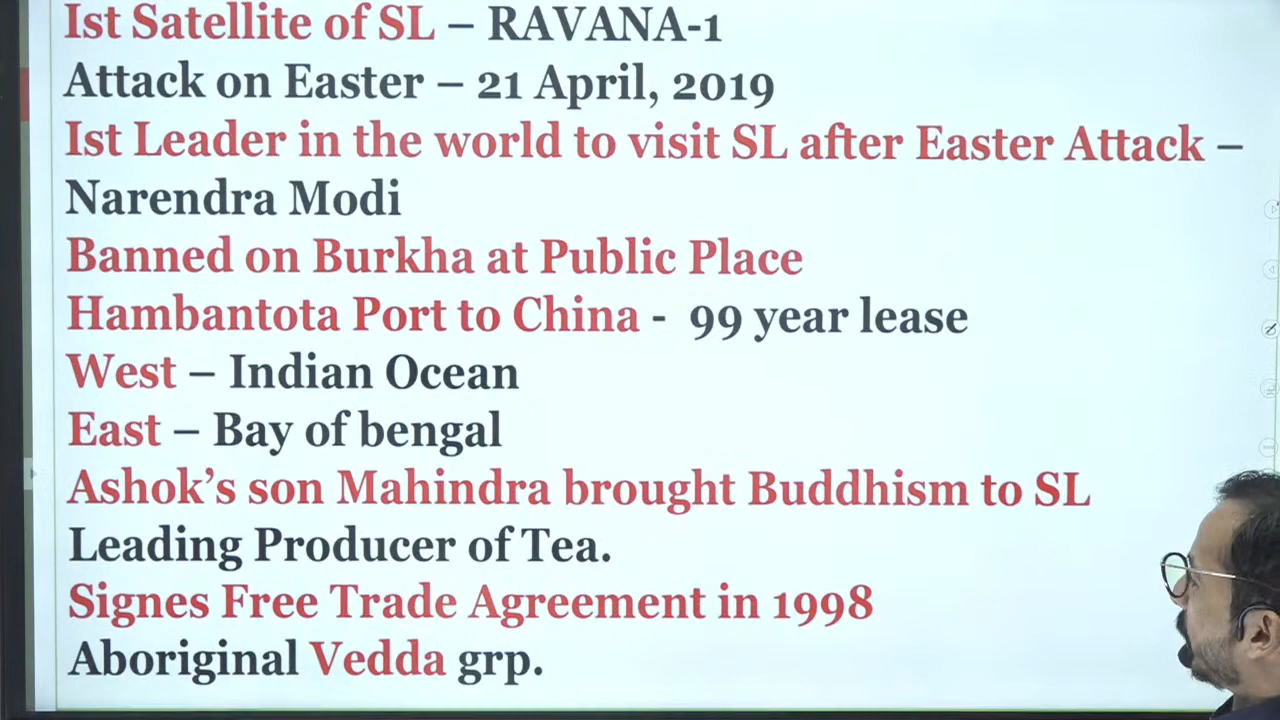 Ist Satellite of SL – RAVANA-1
Attack on Easter – 21 April, 2019
Ist Leader in the world to visit SL after Easter Attack –
Narendra Modi
Banned on Burkha at Public Place
Hambantota Port to China - 99 year lease
West – Indian Ocean
East – Bay of bengal
Ashok’s son Mahindra brought Buddhism to SL
Leading Producer of Tea.
Signes Free Trade Agreement in 1998
Aboriginal Vedda grp.